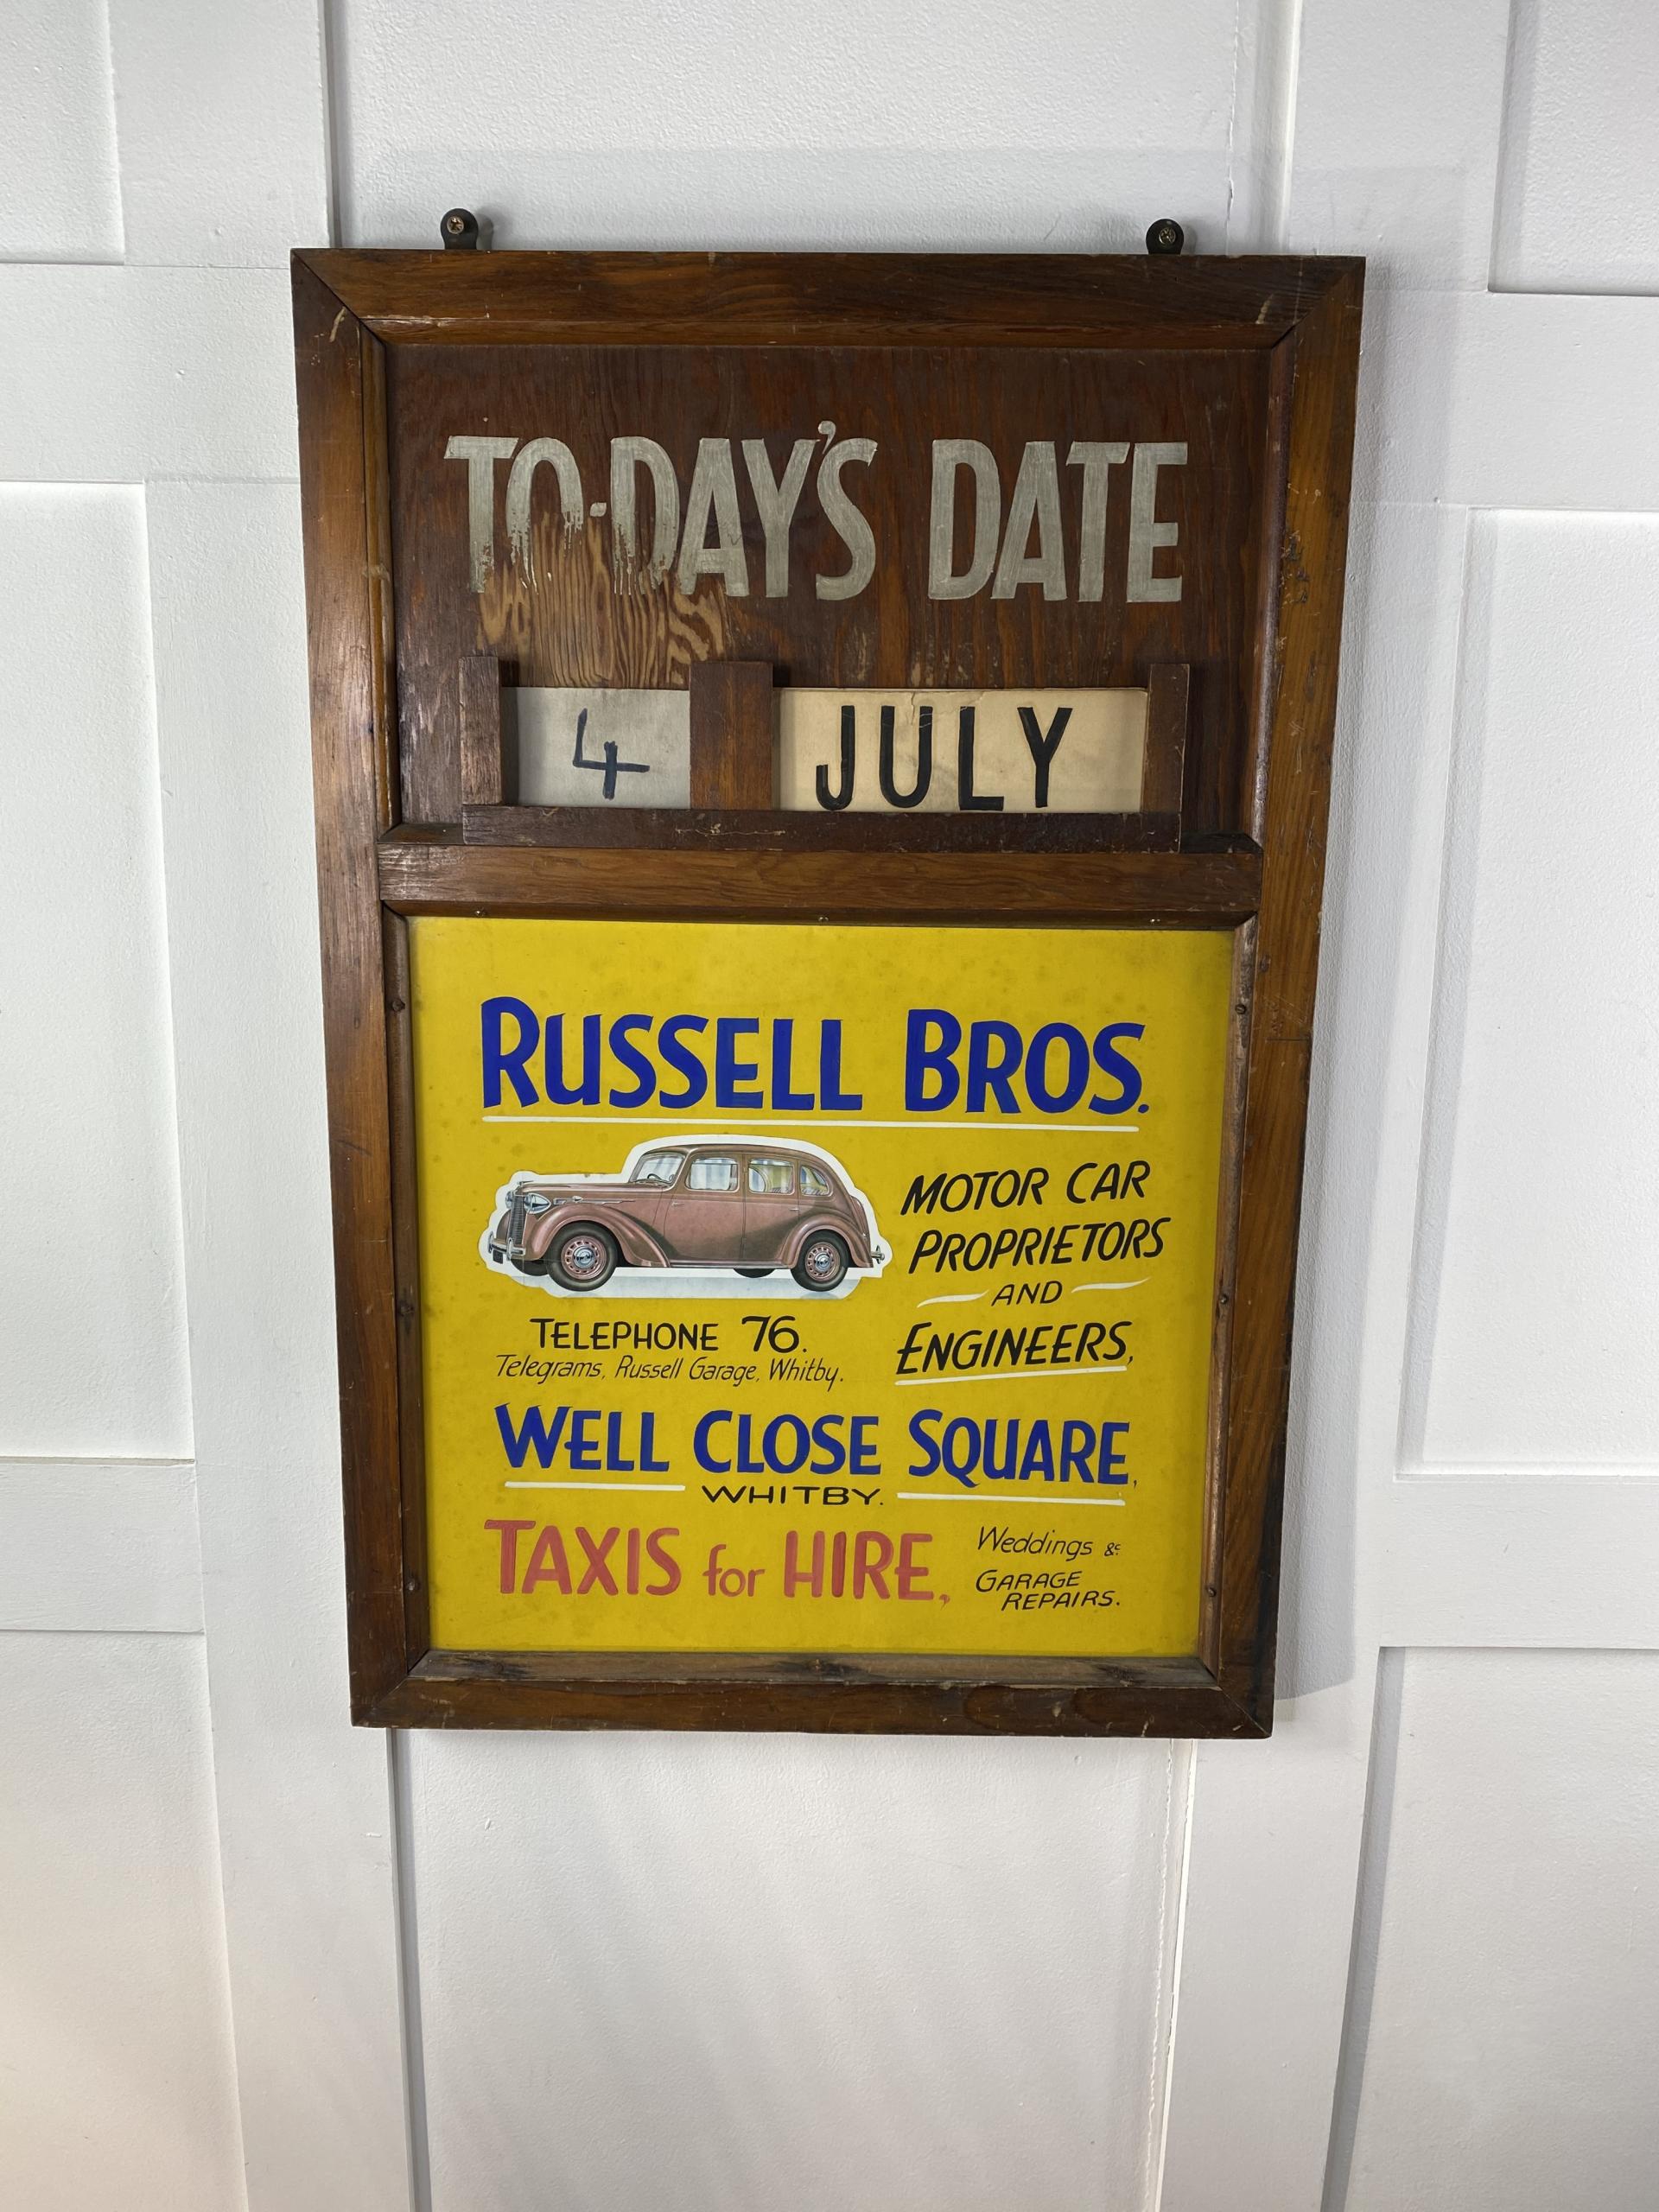 TO-DAY'S DATE
4 JULY
RUSSELL BROS.
MOTOR CAR
PROPRIETORS
AND
ENGINEERS,
TELEPHONE 76.
Telegrams, Russell Garage, Whitby.
WELL CLOSE SQUARE,
WHITBY.
TAXIS for HIRE,
Weddings &c
GARAGE
REPAIRS.